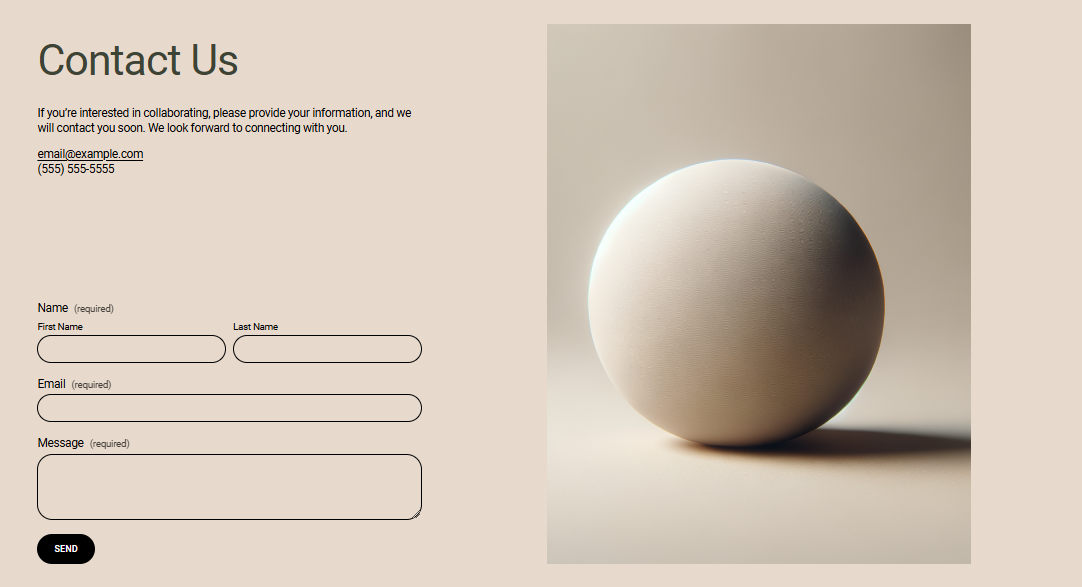 Contact Us
If you're interested in collaborating, please provide your information, and we
will contact you soon. We look forward to connecting with you.
email@example.com
(555) 555-5555
Name (required)
First Name
Last Name
Email (required)
Message (required)
SEND